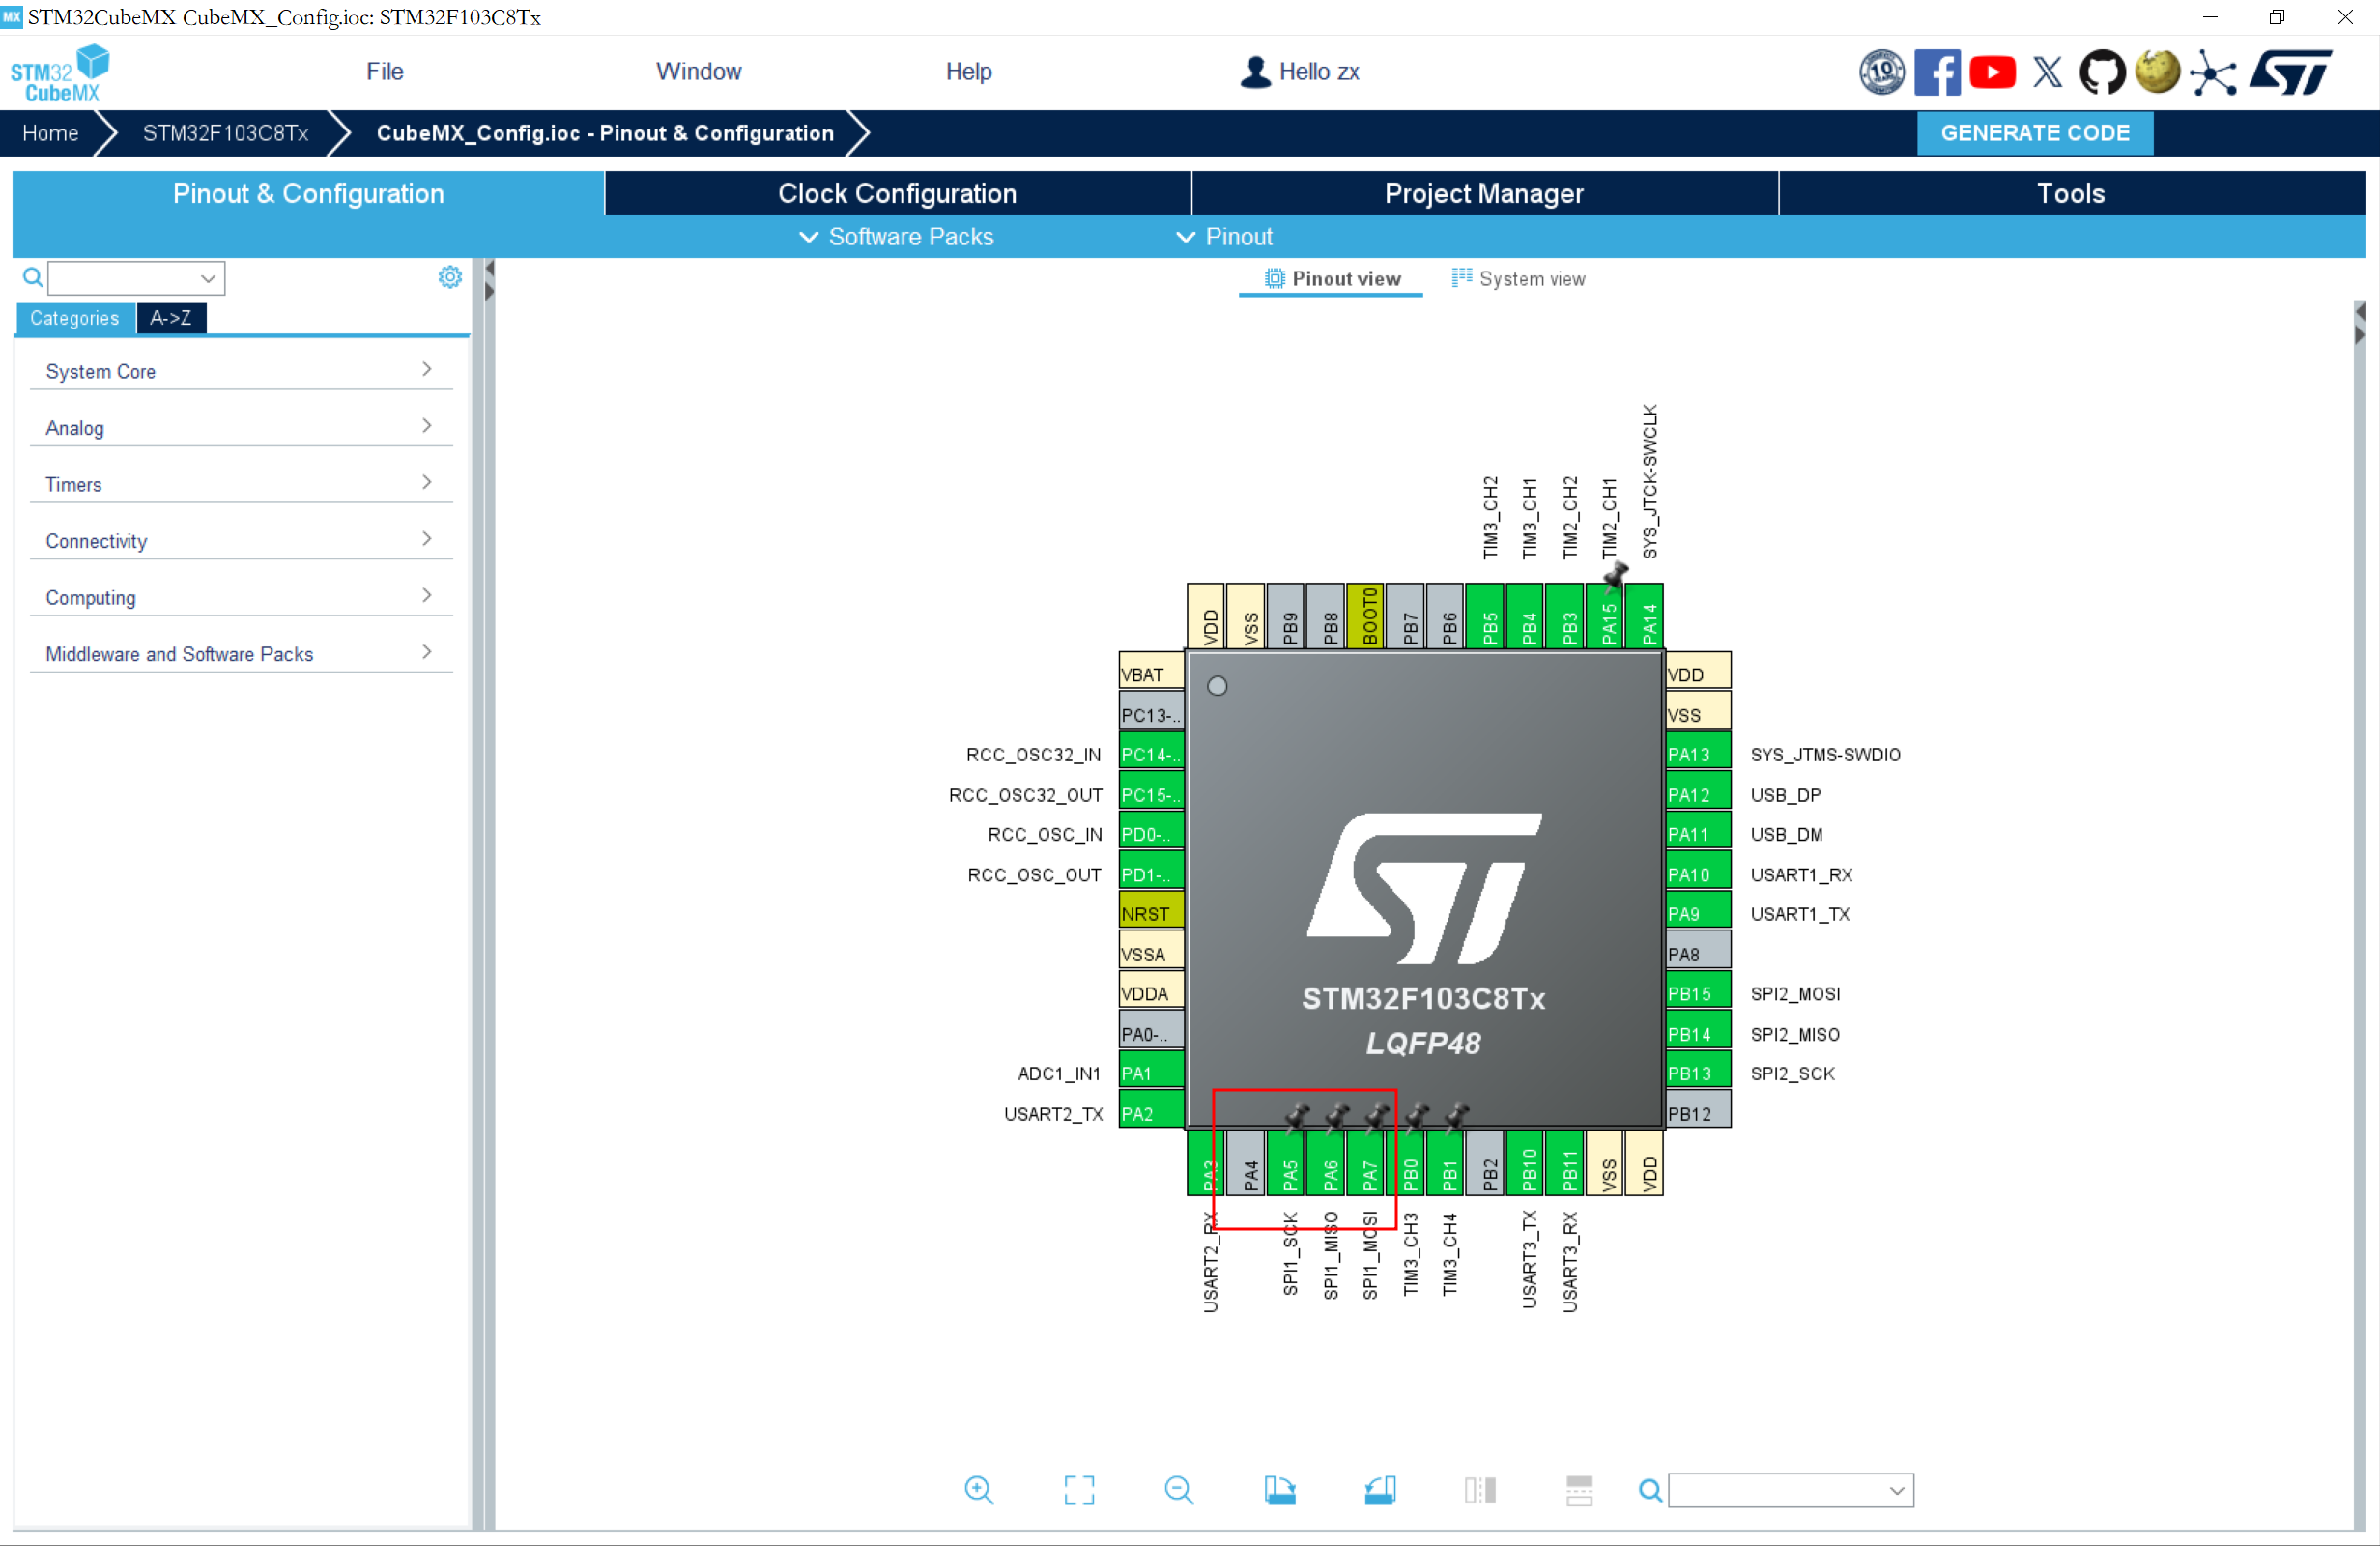 MX STM32CubeMX CubeMX_Config.ioc: STM32F103C8Tx
STM32
CubeMX
File
Window
Help
Hello zx
10
Home
STM32F103C8Tx
CubeMX_Config.ioc - Pinout & Configuration
GENERATE CODE
Pinout & Configuration
Clock Configuration
Project Manager
Tools
Software Packs
Pinout
Pinout view
System view
Categories
A->Z
System Core
Analog
Timers
Connectivity
Computing
Middleware and Software Packs
TIM3_CH2
TIM3_CH1
TIM2_CH2
TIM2_CH1
SYS_JTCK-SWCLK
VDD
VSS
PB9
PB8
BOOT0
PB7
PB6
PB5
PB4
PB3
PA15
PA14
VBAT
PC13-..
RCC_OSC32_IN PC14-..
RCC_OSC32_OUT PC15-..
RCC_OSC_IN PD0-..
RCC_OSC_OUT PD1-..
NRST
VSSA
VDDA
PA0-..
ADC1_IN1 PA1
USART2_TX PA2
ST
STM32F103C8Tx
LQFP48
VDD
VSS
PA13 SYS_JTMS-SWDIO
PA12 USB_DP
PA11 USB_DM
PA10 USART1_RX
PA9 USART1_TX
PA8
PB15 SPI2_MOSI
PB14 SPI2_MISO
PB13 SPI2_SCK
PB12
PA3
PA4
PA5
PA6
PA7
PB0
PB1
PB2
PB10
PB11
VSS
VDD
USART2_RX
SPI1_SCK
SPI1_MISO
SPI1_MOSI
TIM3_CH3
TIM3_CH4
USART3_TX
USART3_RX